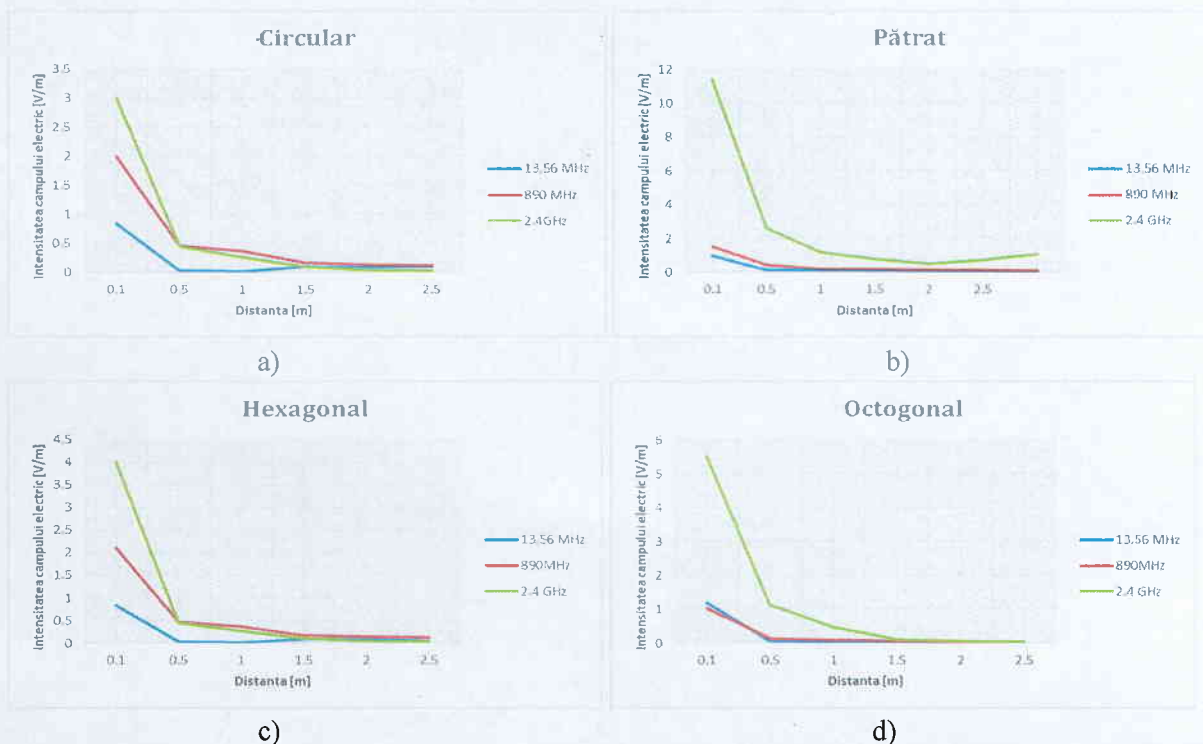 Circular
Intensitatea campului electric [V/m]
3.5
3
2.5
2
1.5
1
0.5
0
0.1 0.5 1 1.5 2 2.5
Distanta [m]
13,56 MHz
890 MHz
2.4GHz
a)
Pătrat
Intensitatea campului electric [V/m]
12
10
8
6
4
2
0
0.1 0.5 1 1.5 2 2.5
Distanta [m]
13,56 MHz
890 MHz
2.4 GHz
b)
Hexagonal
Intensitatea campului electric [V/m]
4.5
4
3.5
3
2.5
2
1.5
1
0.5
0
0.1 0.5 1 1.5 2 2.5
Distanta [m]
13,56 MHz
890MHz
2.4 GHz
c)
Octogonal
Intensitatea campului electric [V/m]
6
5
4
3
2
1
0
0.1 0.5 1 1.5 2 2.5
Distanta [m]
13,56 MHz
890 MHz
2.4 GHz
d)